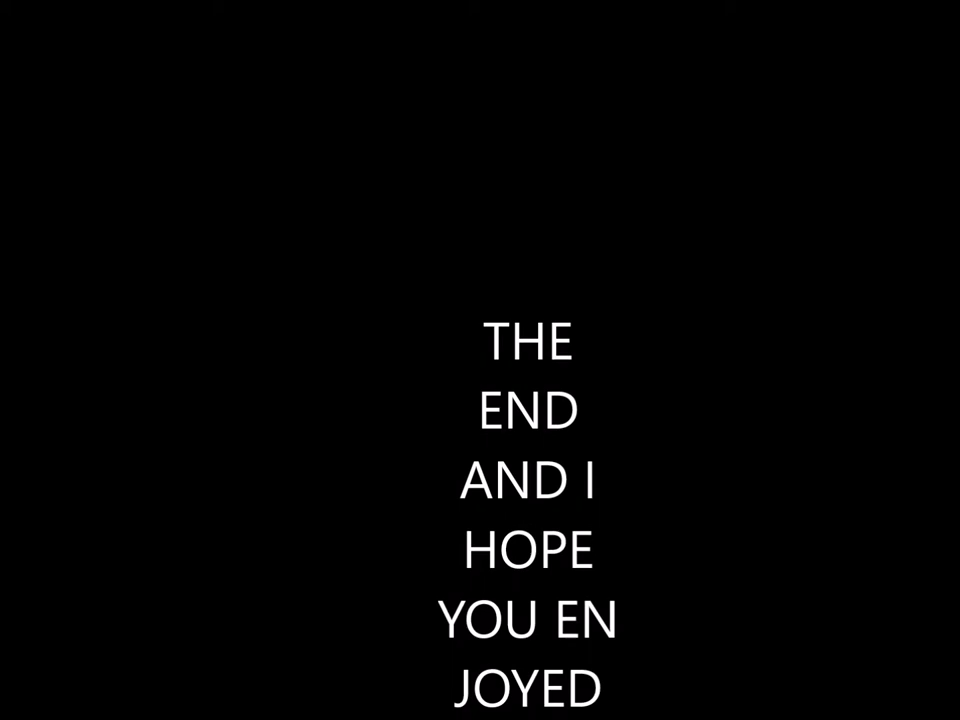 THE
END
AND I
HOPE
YOU EN
JOYED